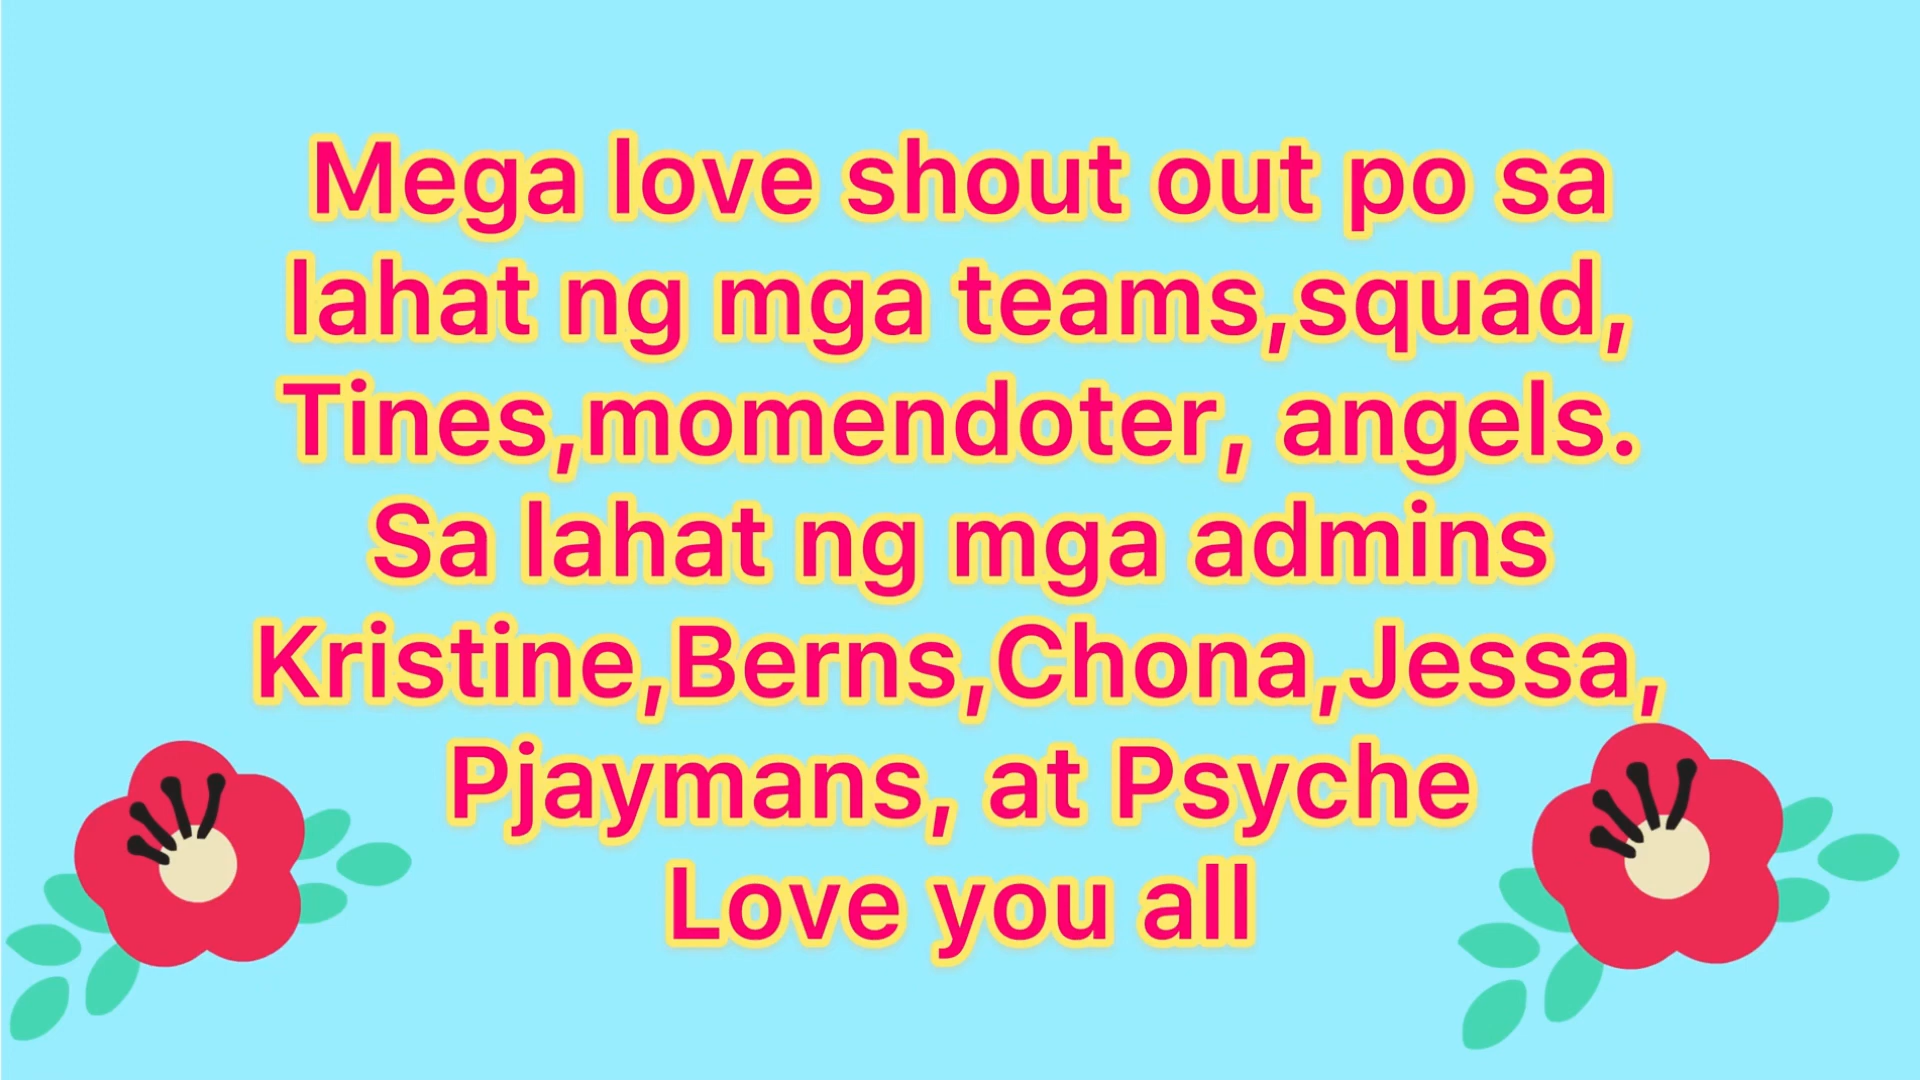 Mega love shout out po sa
lahat ng mga teams,squad,
Tines,momendoter, angels.
Sa lahat ng mga admins
Kristine,Berns,Chona,Jessa,
Pjaymans, at Psyche
Love you all